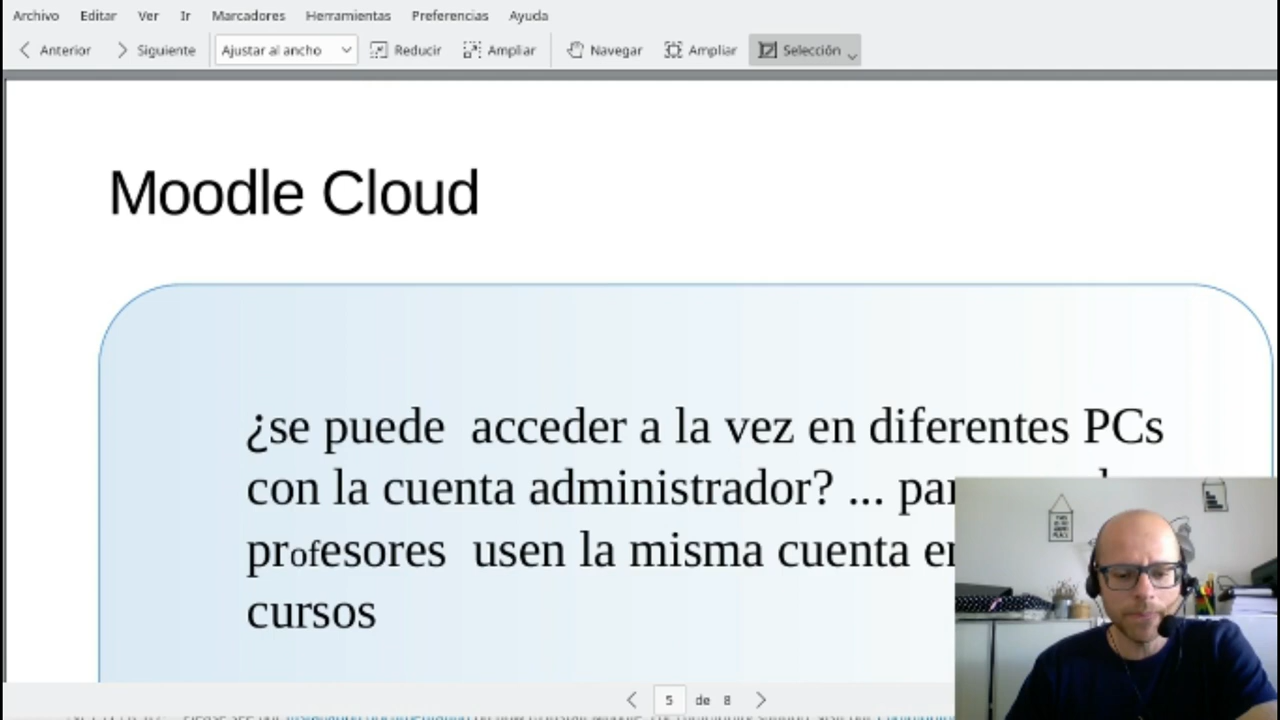 Archivo Editar Ver Ir Marcadores Herramientas Preferencias Ayuda
Anterior Siguiente Ajustar al ancho Reducir Ampliar Navegar Ampliar Selección
Moodle Cloud
¿se puede acceder a la vez en diferentes PCs
con la cuenta administrador? ...
profesores usen la misma cuenta
cursos
5 de 8